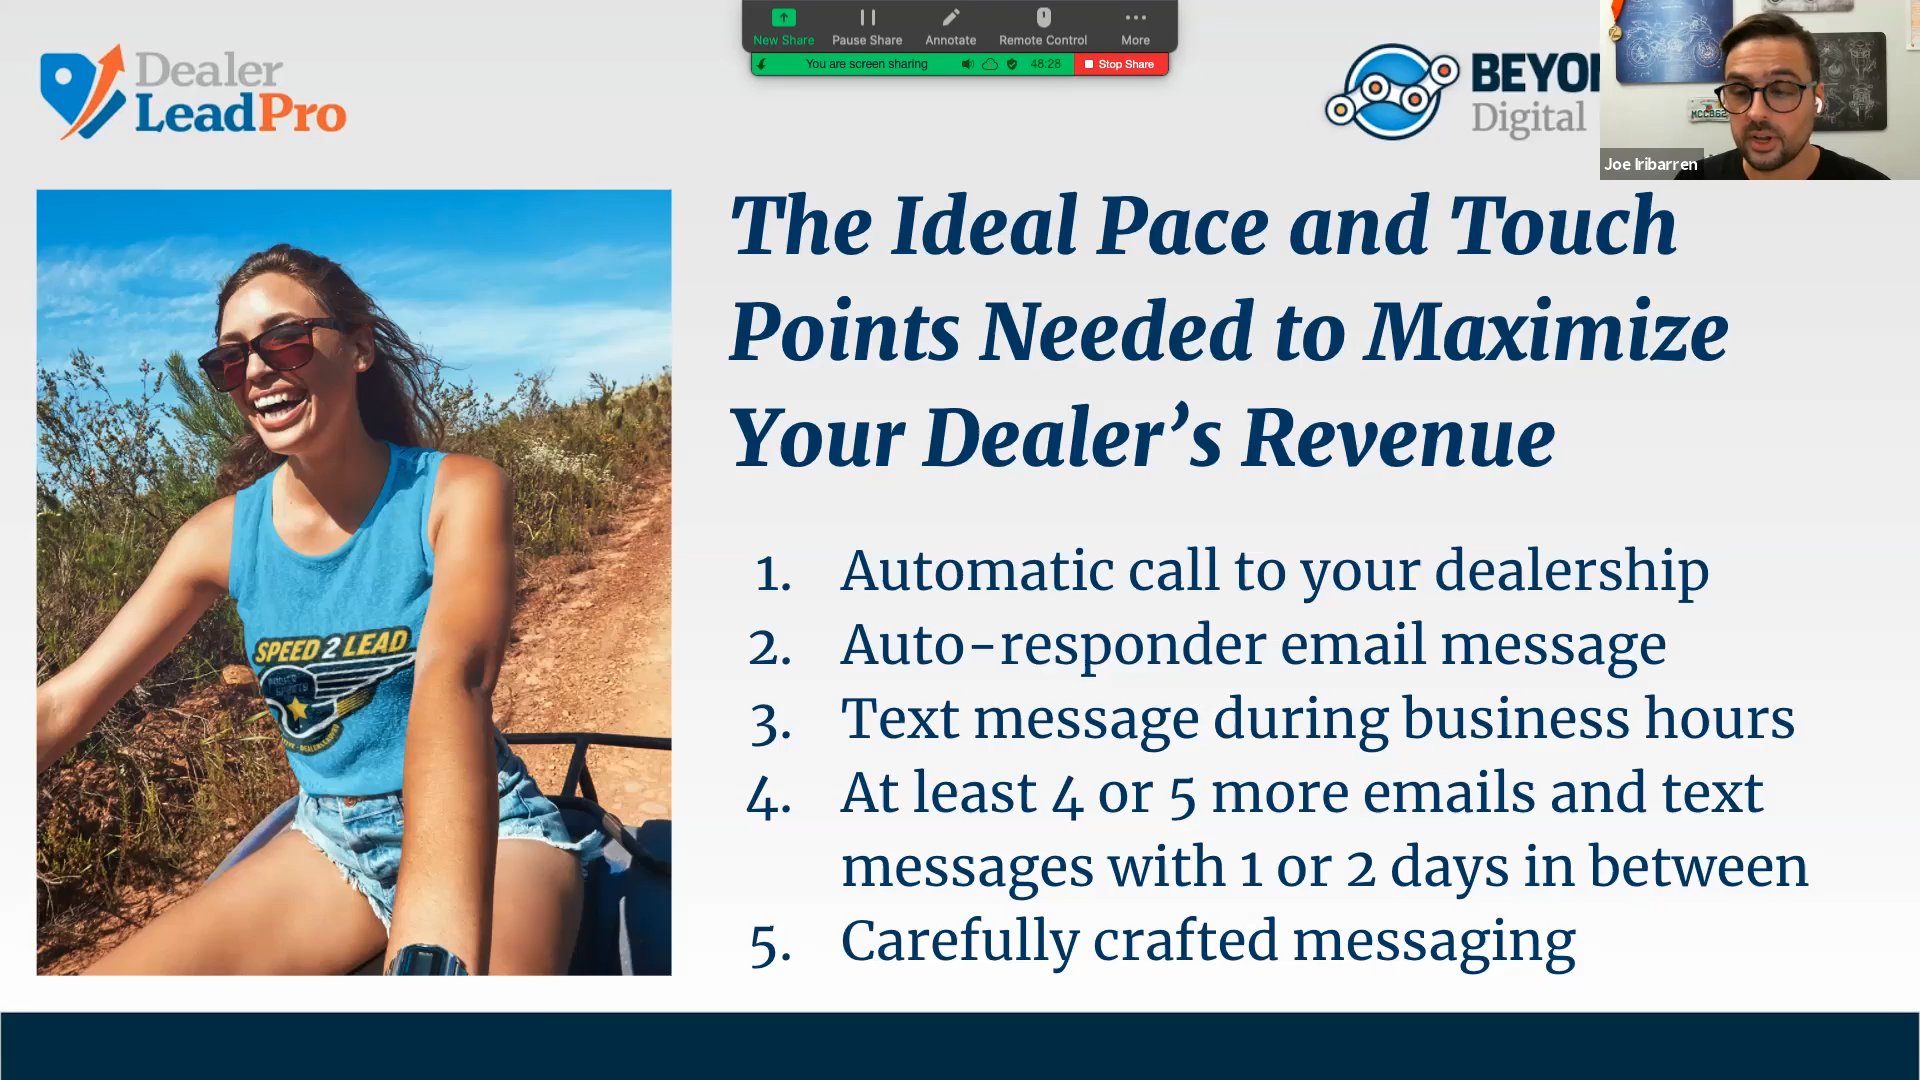 New Share
Pause Share
Annotate
Remote Control
More
You are screen sharing
48:28
Stop Share
Dealer
LeadPro
BEYO
Digital
MCC862
Joe Iribarren
The Ideal Pace and Touch
Points Needed to Maximize
Your Dealer’s Revenue
SPEED 2 LEAD
1. Automatic call to your dealership
2. Auto-responder email message
3. Text message during business hours
4. At least 4 or 5 more emails and text
messages with 1 or 2 days in between
5. Carefully crafted messaging